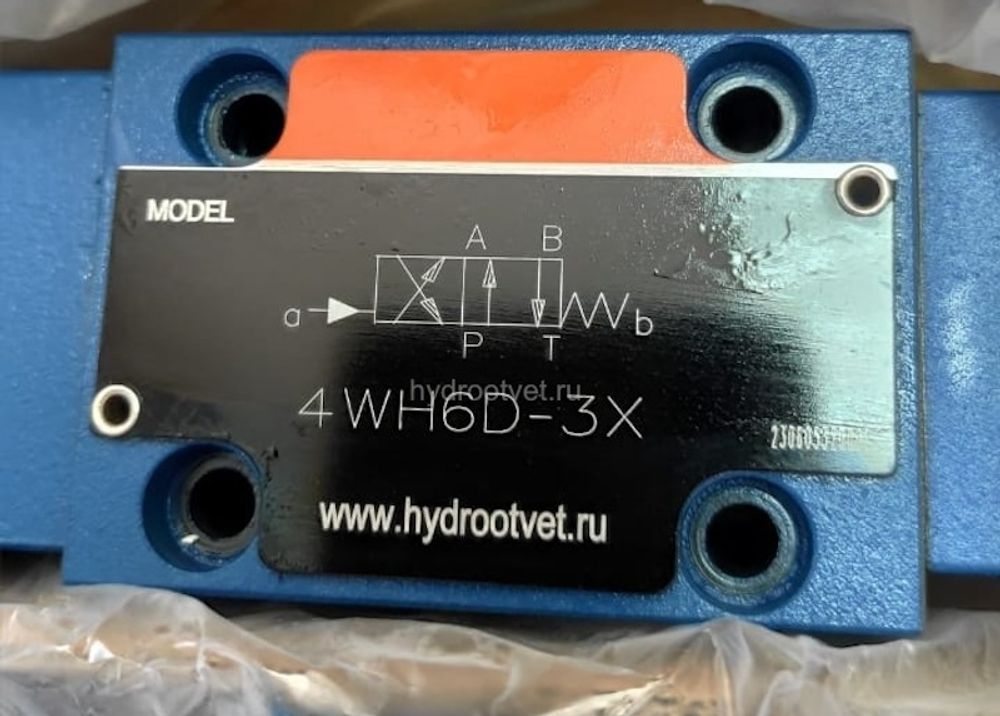 MODEL
A B
a b
P T
hydrootvet.ru
4WH6D-3X
www.hydrootvet.ru